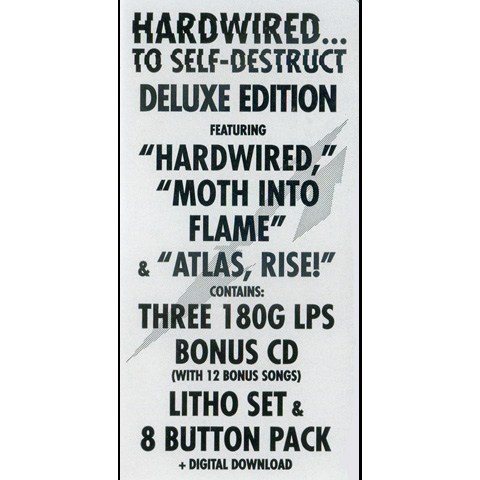 HARDWIRED...
TO SELF-DESTRUCT
DELUXE EDITION
FEATURING
“HARDWIRED,”
“MOTH INTO
FLAME”
& “ATLAS, RISE!”
CONTAINS:
THREE 180G LPS
BONUS CD
(WITH 12 BONUS SONGS)
LITHO SET &
8 BUTTON PACK
+ DIGITAL DOWNLOAD